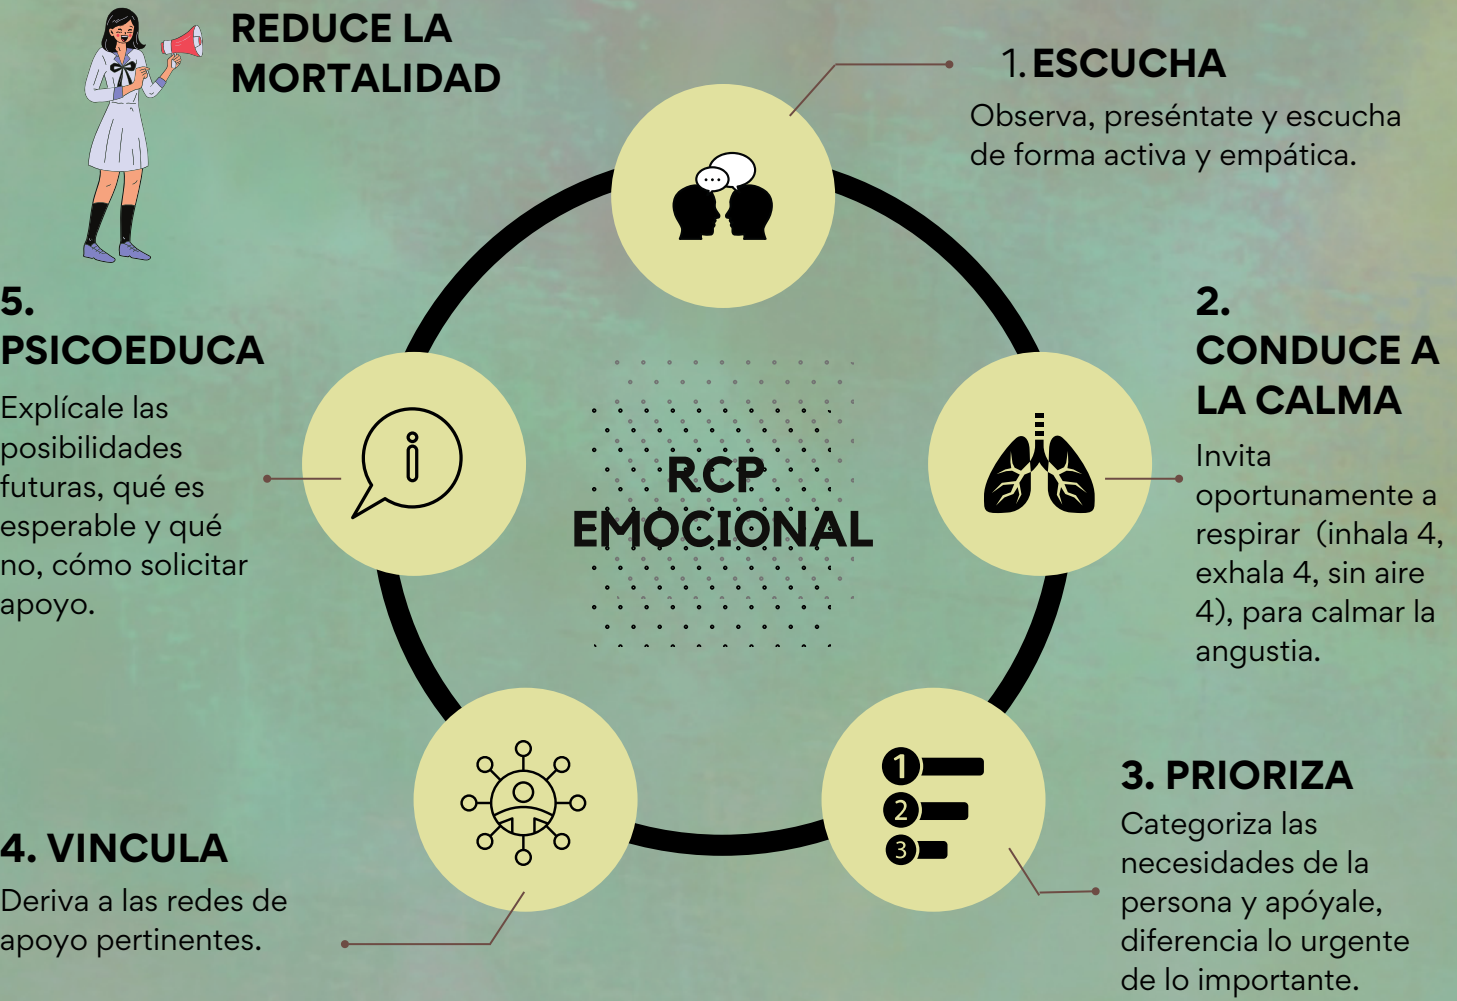 REDUCE LA
MORTALIDAD
1. ESCUCHA
Observa, preséntate y escucha
de forma activa y empática.
2.
CONDUCE A
LA CALMA
Invita
oportunamente a
respirar (inhala 4,
exhala 4, sin aire
4), para calmar la
angustia.
3. PRIORIZA
Categoriza las
necesidades de la
persona y apóyale,
diferencia lo urgente
de lo importante.
4. VINCULA
Deriva a las redes de
apoyo pertinentes.
5.
PSICOEDUCA
Explícale las
posibilidades
futuras, qué es
esperable y qué
no, cómo solicitar
apoyo.
RCP
EMOCIONAL
i
1
2
3